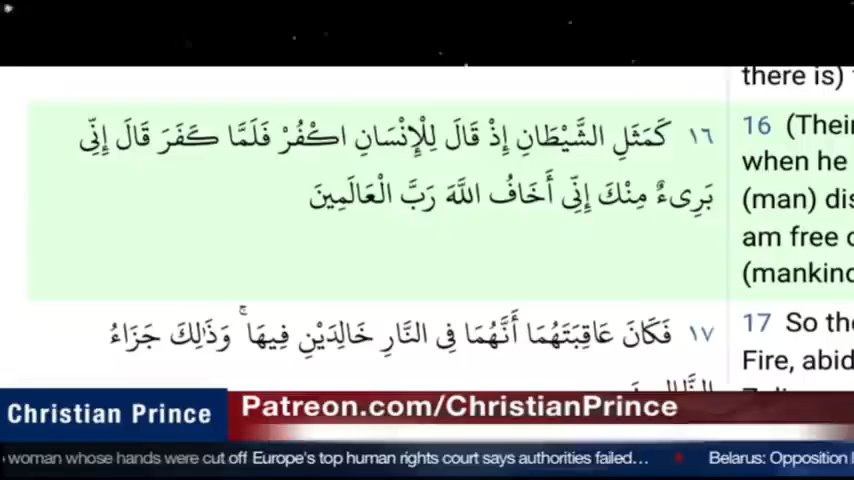 there is)
١٦ كَمَثَلِ الشَّيْطَانِ إِذْ قَالَ لِلْإِنْسَانِ اكْفُرْ فَلَمَّا كَفَرَ قَالَ إِنِّى
بَرِىءٌ مِنْكَ إِنِّى أَخَافُ اللَّهَ رَبَّ الْعَالَمِينَ
16 (Their
when he
(man) dis
am free o
(mankind
١٧ فَكَانَ عَاقِبَتَهُمَا أَنَّهُمَا فِى النَّارِ خَالِدَيْنِ فِيهَا ۚ وَذَٰلِكَ جَزَاءُ
17 So the
Fire, abid
Christian Prince
Patreon.com/ChristianPrince
woman whose hands were cut off Europe's top human rights court says authorities failed... Belarus: Opposition